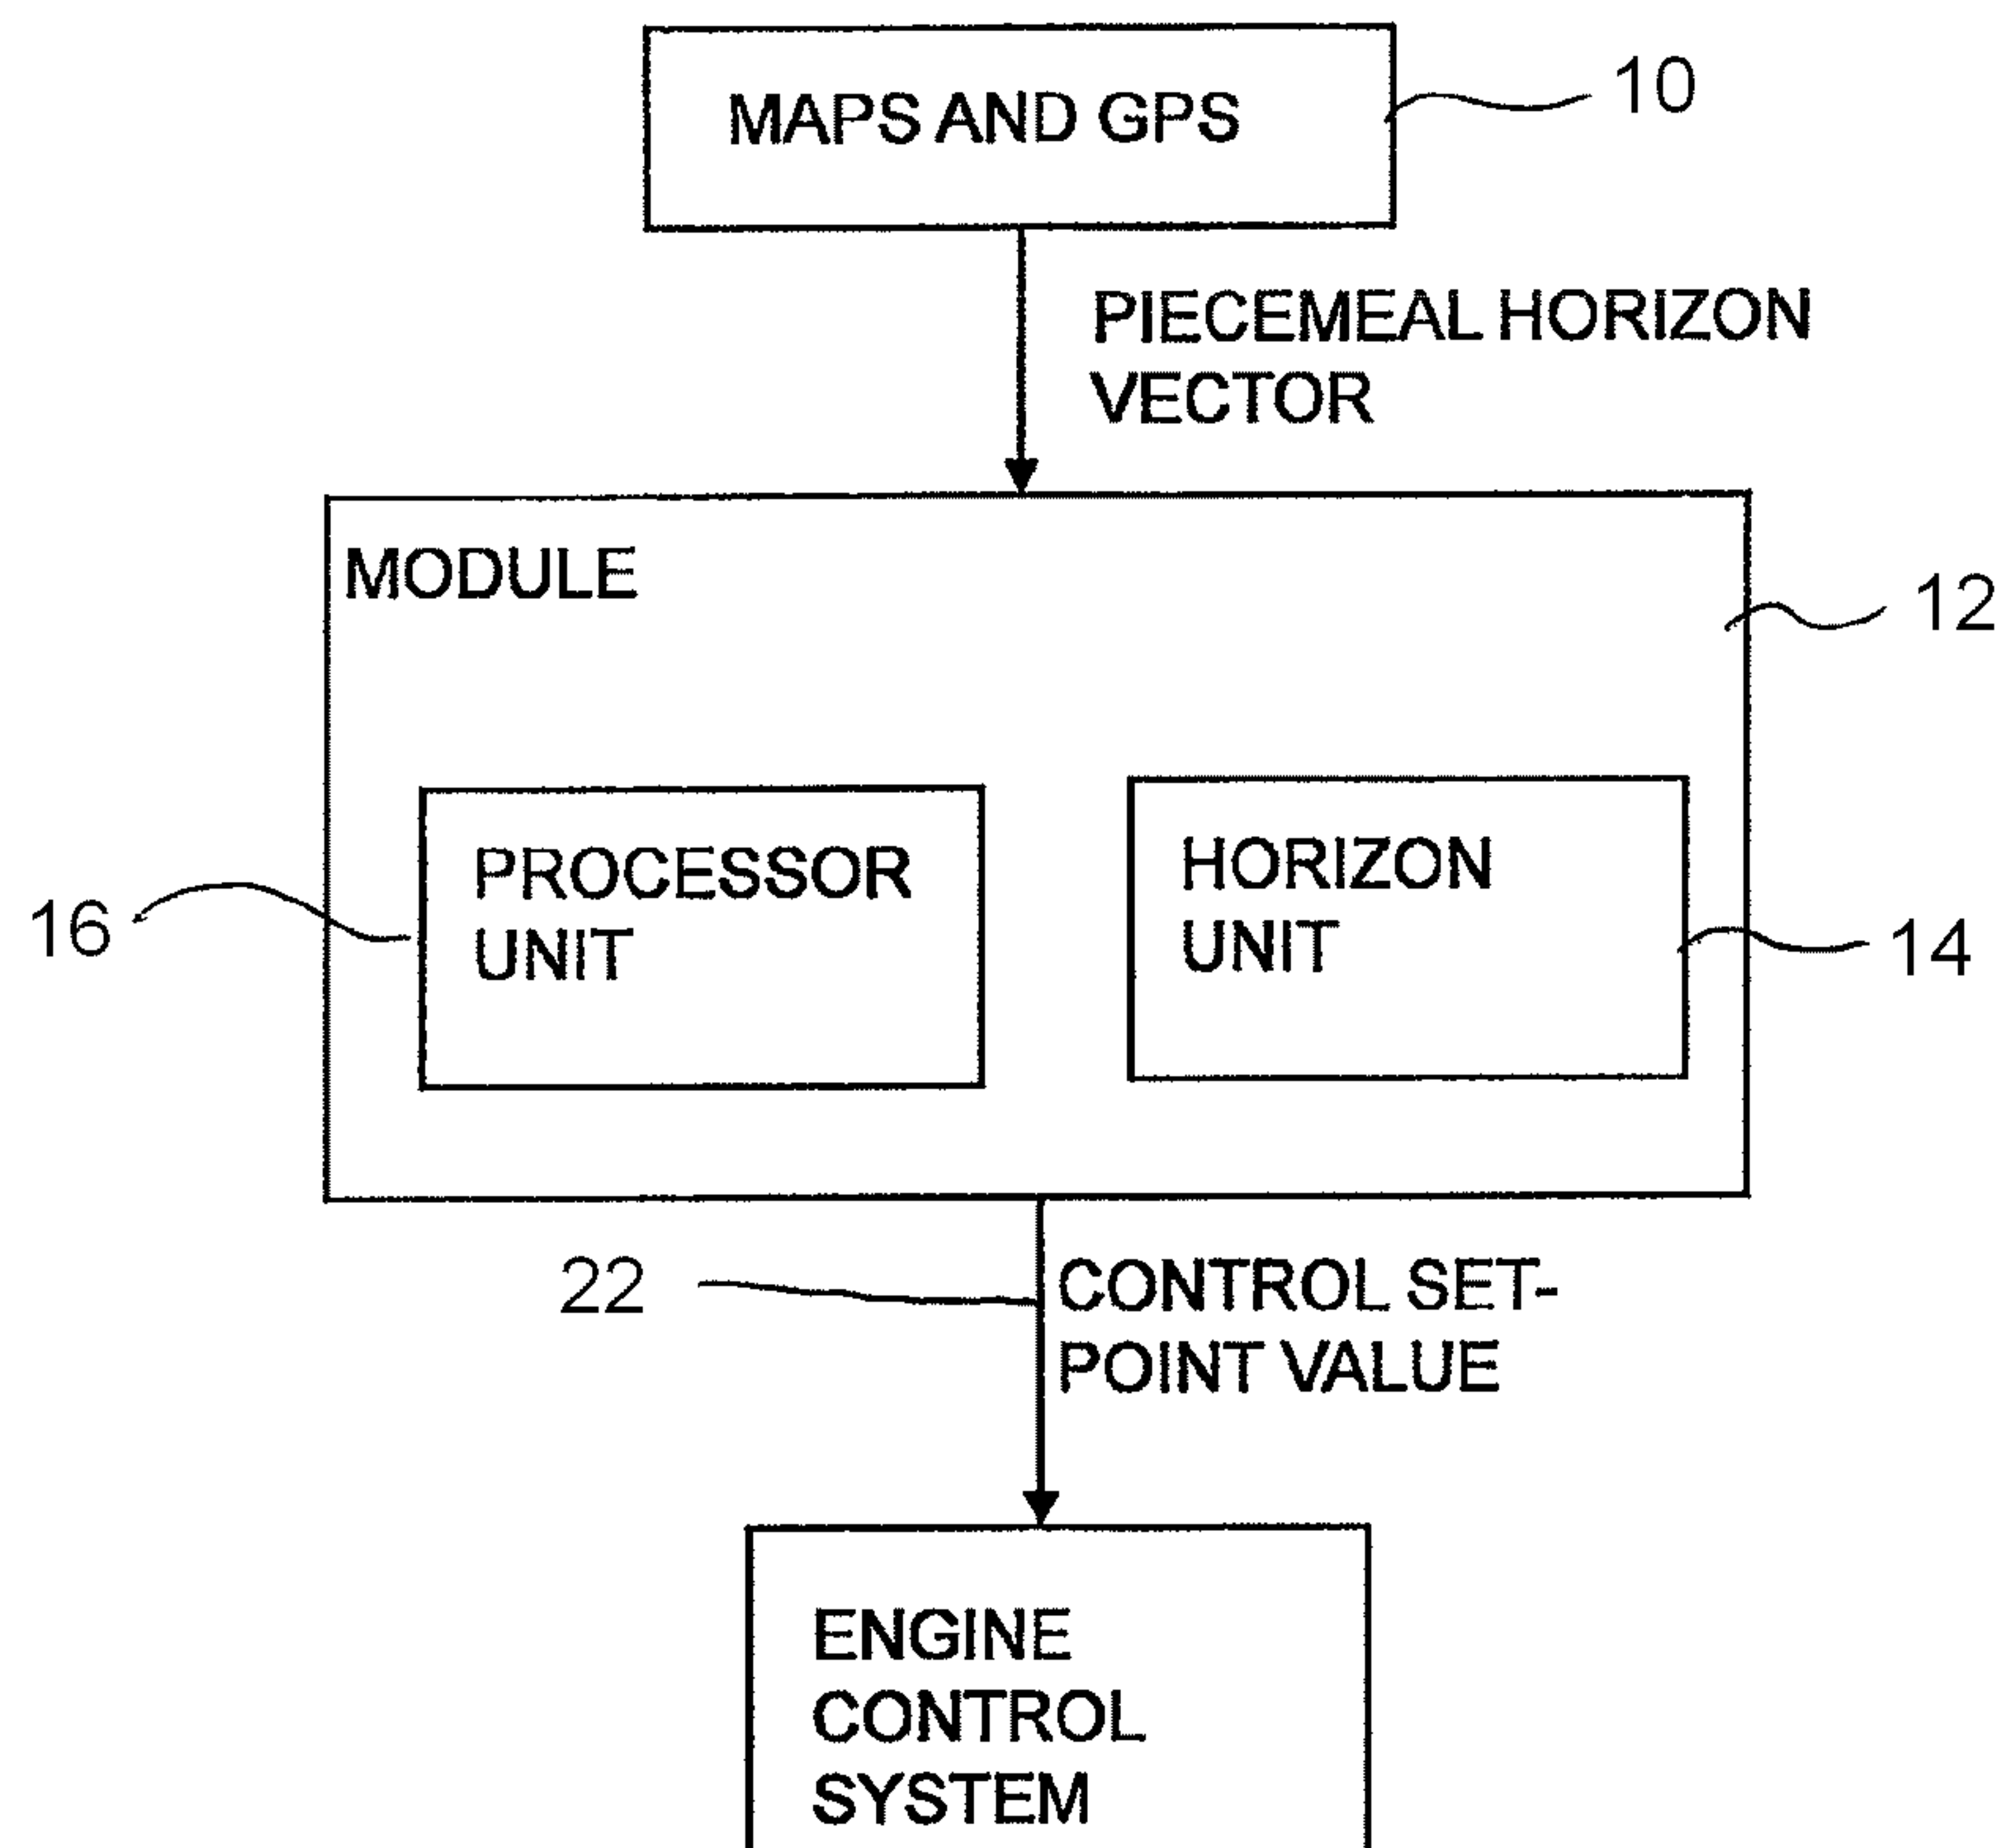 MAPS AND GPS
10
PIECEMEAL HORIZON
VECTOR
MODULE
12
PROCESSOR
UNIT
16
HORIZON
UNIT
14
22
CONTROL SET-
POINT VALUE
ENGINE
CONTROL
SYSTEM